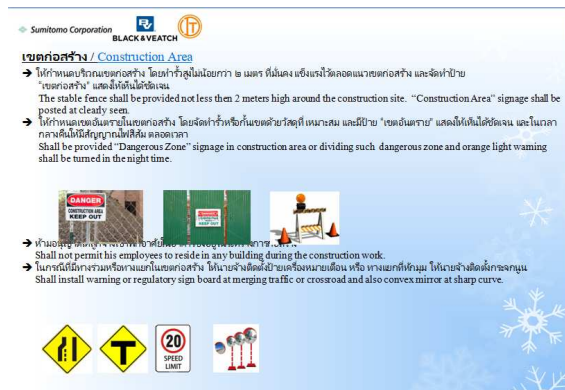 Sumitomo Corporation
BLACK & VEATCH
เขตก่อสร้าง / Construction Area
ให้กำหนดบริเวณเขตก่อสร้าง โดยทำรั้วสูงไม่น้อยกว่า ๒ เมตร ที่มั่นคง แข็งแรงไว้ตลอดแนวเขตก่อสร้าง และจัดทำป้าย
"เขตก่อสร้าง" แสดงให้เห็นได้ชัดเจน
The stable fence shall be provided not less then 2 meters high around the construction site. "Construction Area" signage shall be
posted at clearly seen.
ให้กำหนดเขตอันตรายในเขตก่อสร้าง โดยจัดทำรั้วหรือกั้นเขตด้วยวัสดุที่ เหมาะสม และมีป้าย "เขตอันตราย" แสดงให้เห็นได้ชัดเจน และในเวลา
กลางคืนให้มีสัญญาณไฟสีส้ม ตลอดเวลา
Shall be provided "Dangerous Zone" signage in construction area or dividing such dangerous zone and orange light warning
shall be turned in the night time.
DANGER
CONSTRUCTION AREA
KEEP OUT
Shall not permit his employees to reside in any building during the construction work.
ในกรณีที่มีทางร่วมหรือทางแยกในเขตก่อสร้าง ให้นายจ้างติดตั้งป้ายเครื่องหมายเตือน หรือ ทางแยกที่หักมุม ให้นายจ้างติดตั้งกระจกนูน
Shall install warning or regulatory sign board at merging traffic or crossroad and also convex mirror at sharp curve.
20
SPEED
LIMIT